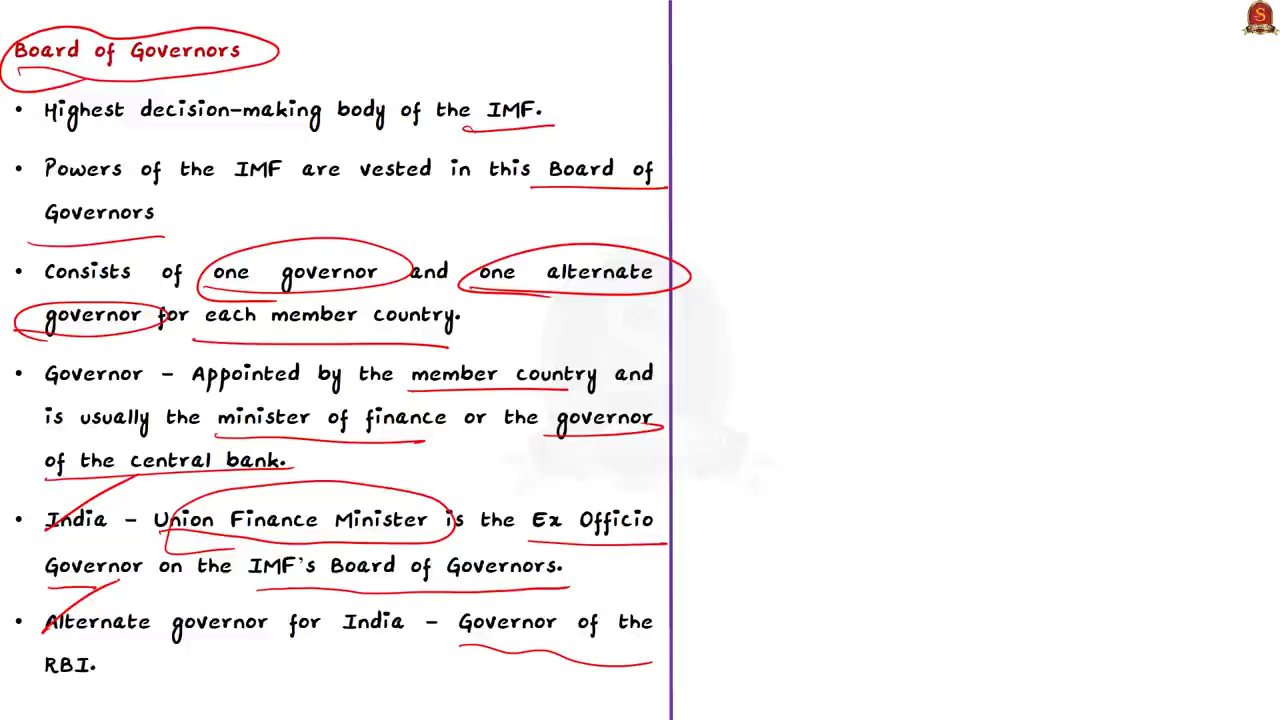 Board of Governors
• Highest decision-making body of the IMF.
• Powers of the IMF are vested in this Board of
Governors
• Consists of one governor and one alternate
governor for each member country.
• Governor – Appointed by the member country and
is usually the minister of finance or the governor
of the central bank.
• India – Union Finance Minister is the Ex Officio
Governor on the IMF's Board of Governors.
• Alternate governor for India – Governor of the
RBI.